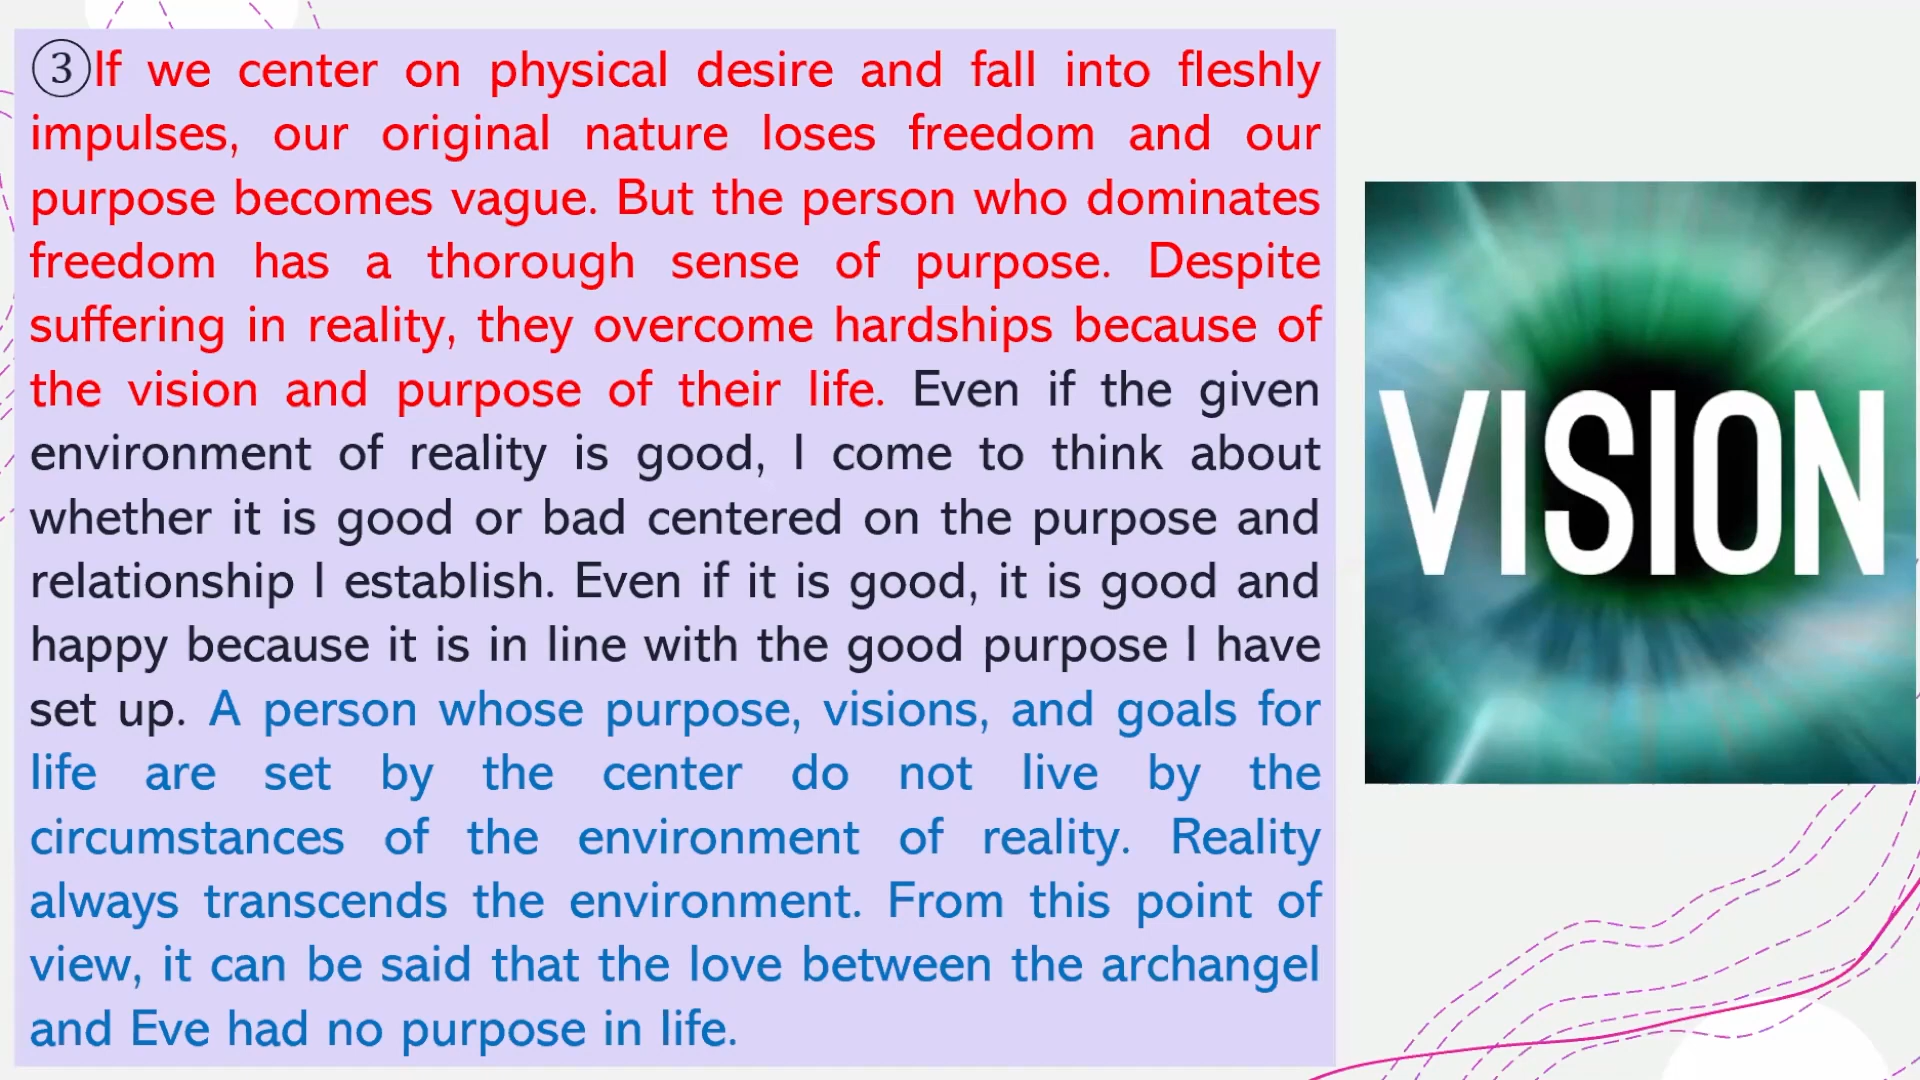 ③If we center on physical desire and fall into fleshly
impulses, our original nature loses freedom and our
purpose becomes vague. But the person who dominates
freedom has a thorough sense of purpose. Despite
suffering in reality, they overcome hardships because of
the vision and purpose of their life. Even if the given
environment of reality is good, I come to think about
whether it is good or bad centered on the purpose and
relationship I establish. Even if it is good, it is good and
happy because it is in line with the good purpose I have
set up. A person whose purpose, visions, and goals for
life are set by the center do not live by the
circumstances of the environment of reality. Reality
always transcends the environment. From this point of
view, it can be said that the love between the archangel
and Eve had no purpose in life.
VISION